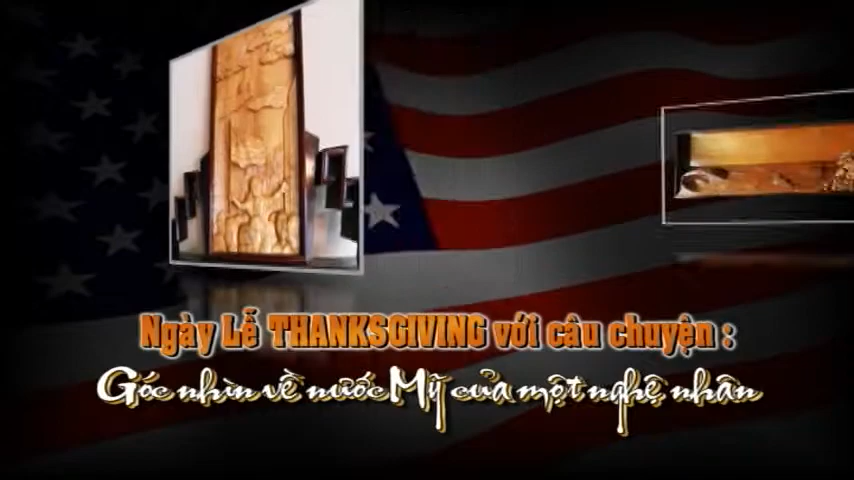 Ngày Lễ THANKSGIVING với câu chuyện :
Góc nhìn về nước Mỹ của một nghệ nhân